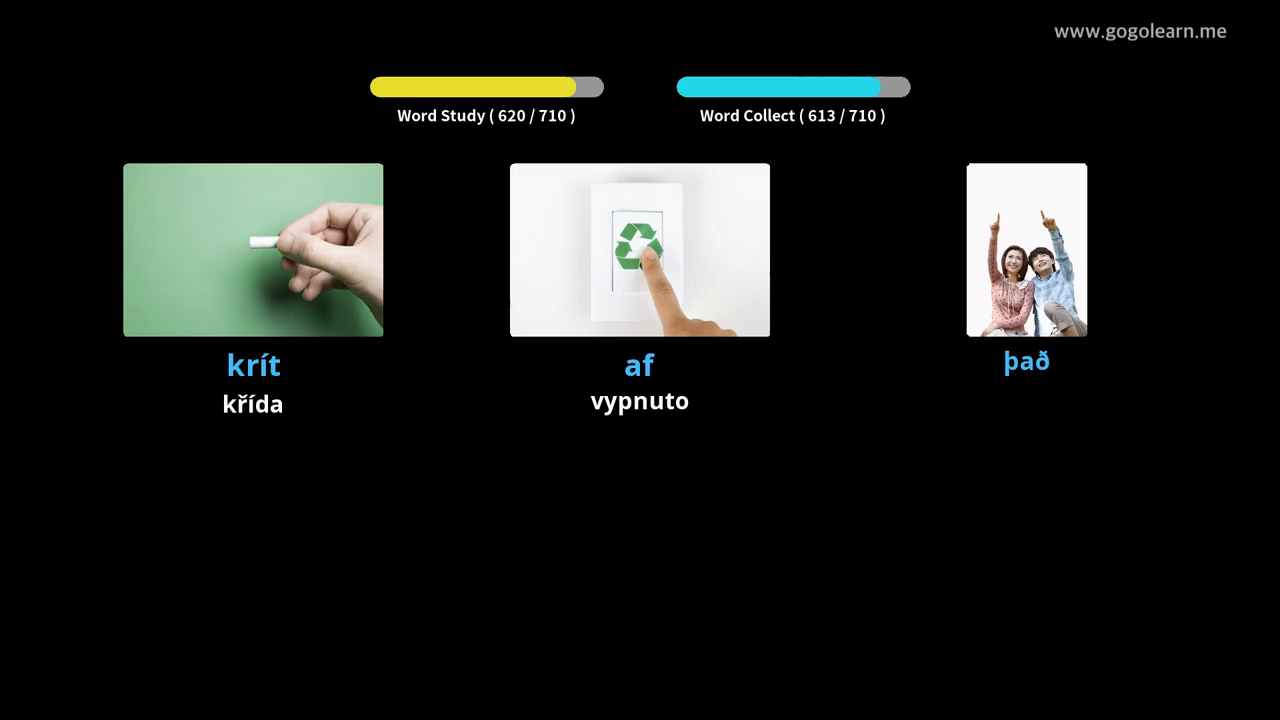 www.gogolearn.me
Word Study ( 620 / 710 )
Word Collect ( 613 / 710 )
krít
křída
af
vypnuto
það